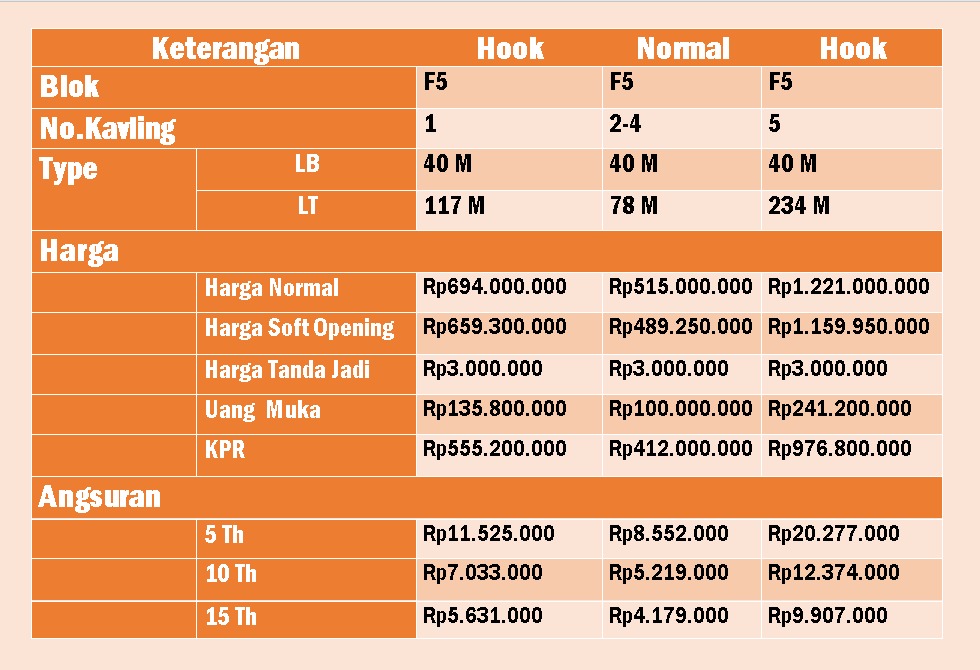 Keterangan Hook Normal Hook
Blok F5 F5 F5
No.Kavling 1 2-4 5
Type LB 40 M 40 M 40 M
LT 117 M 78 M 234 M
Harga
Harga Normal Rp694.000.000 Rp515.000.000 Rp1.221.000.000
Harga Soft Opening Rp659.300.000 Rp489.250.000 Rp1.159.950.000
Harga Tanda Jadi Rp3.000.000 Rp3.000.000 Rp3.000.000
Uang Muka Rp135.800.000 Rp100.000.000 Rp241.200.000
KPR Rp555.200.000 Rp412.000.000 Rp976.800.000
Angsuran
5 Th Rp11.525.000 Rp8.552.000 Rp20.277.000
10 Th Rp7.033.000 Rp5.219.000 Rp12.374.000
15 Th Rp5.631.000 Rp4.179.000 Rp9.907.000